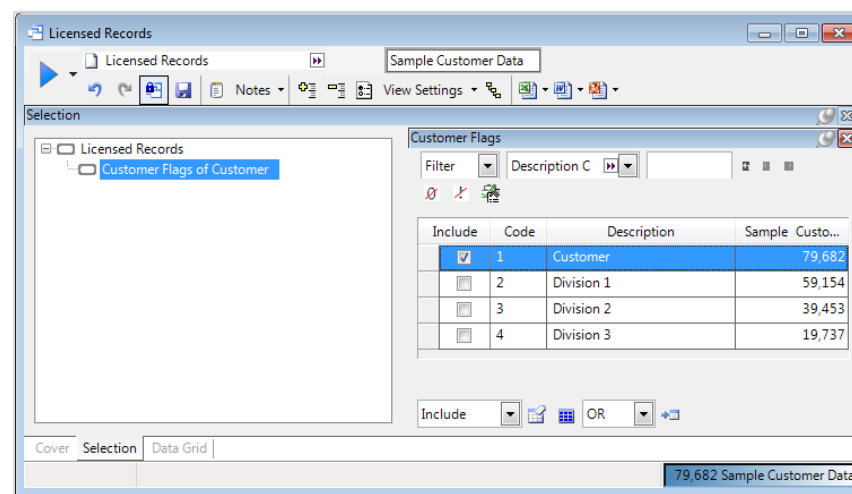 Licensed Records
Licensed Records
Sample Customer Data
Notes
View Settings
Selection
Licensed Records
Customer Flags of Customer
Customer Flags
Filter
Description C
Include Code Description Sample Custo...
1 Customer 79,682
2 Division 1 59,154
3 Division 2 39,453
4 Division 3 19,737
Include
OR
Cover Selection Data Grid
79,682 Sample Customer Data